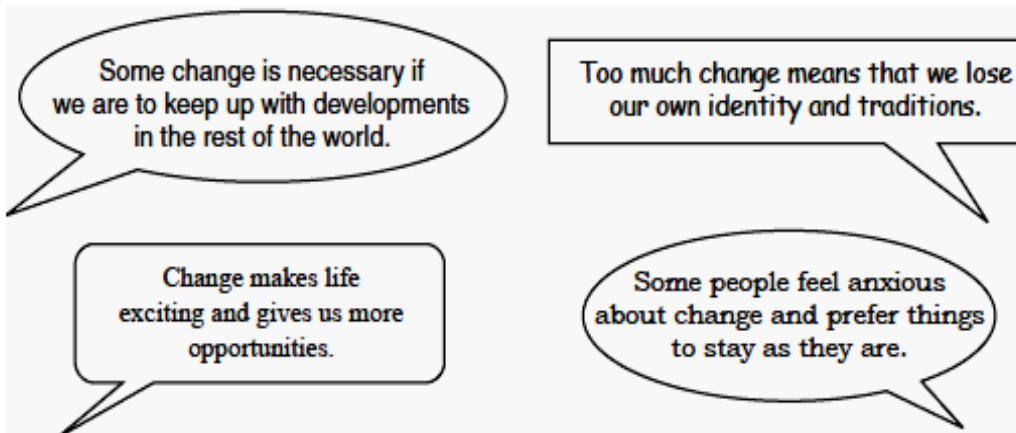 Some change is necessary if
we are to keep up with developments
in the rest of the world.
Too much change means that we lose
our own identity and traditions.
Change makes life
exciting and gives us more
opportunities.
Some people feel anxious
about change and prefer things
to stay as they are.